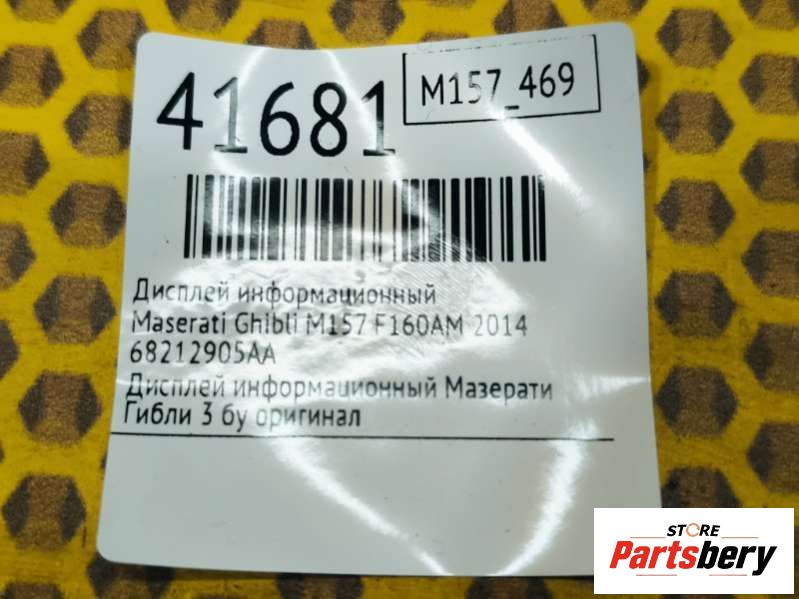 41681
M157_469
Дисплей информационный
Maserati Ghibli M157 F160AM 2014
68212905AA
Дисплей информационный Мазерати
Гибли 3 бу оригинал
STORE
Partsbery